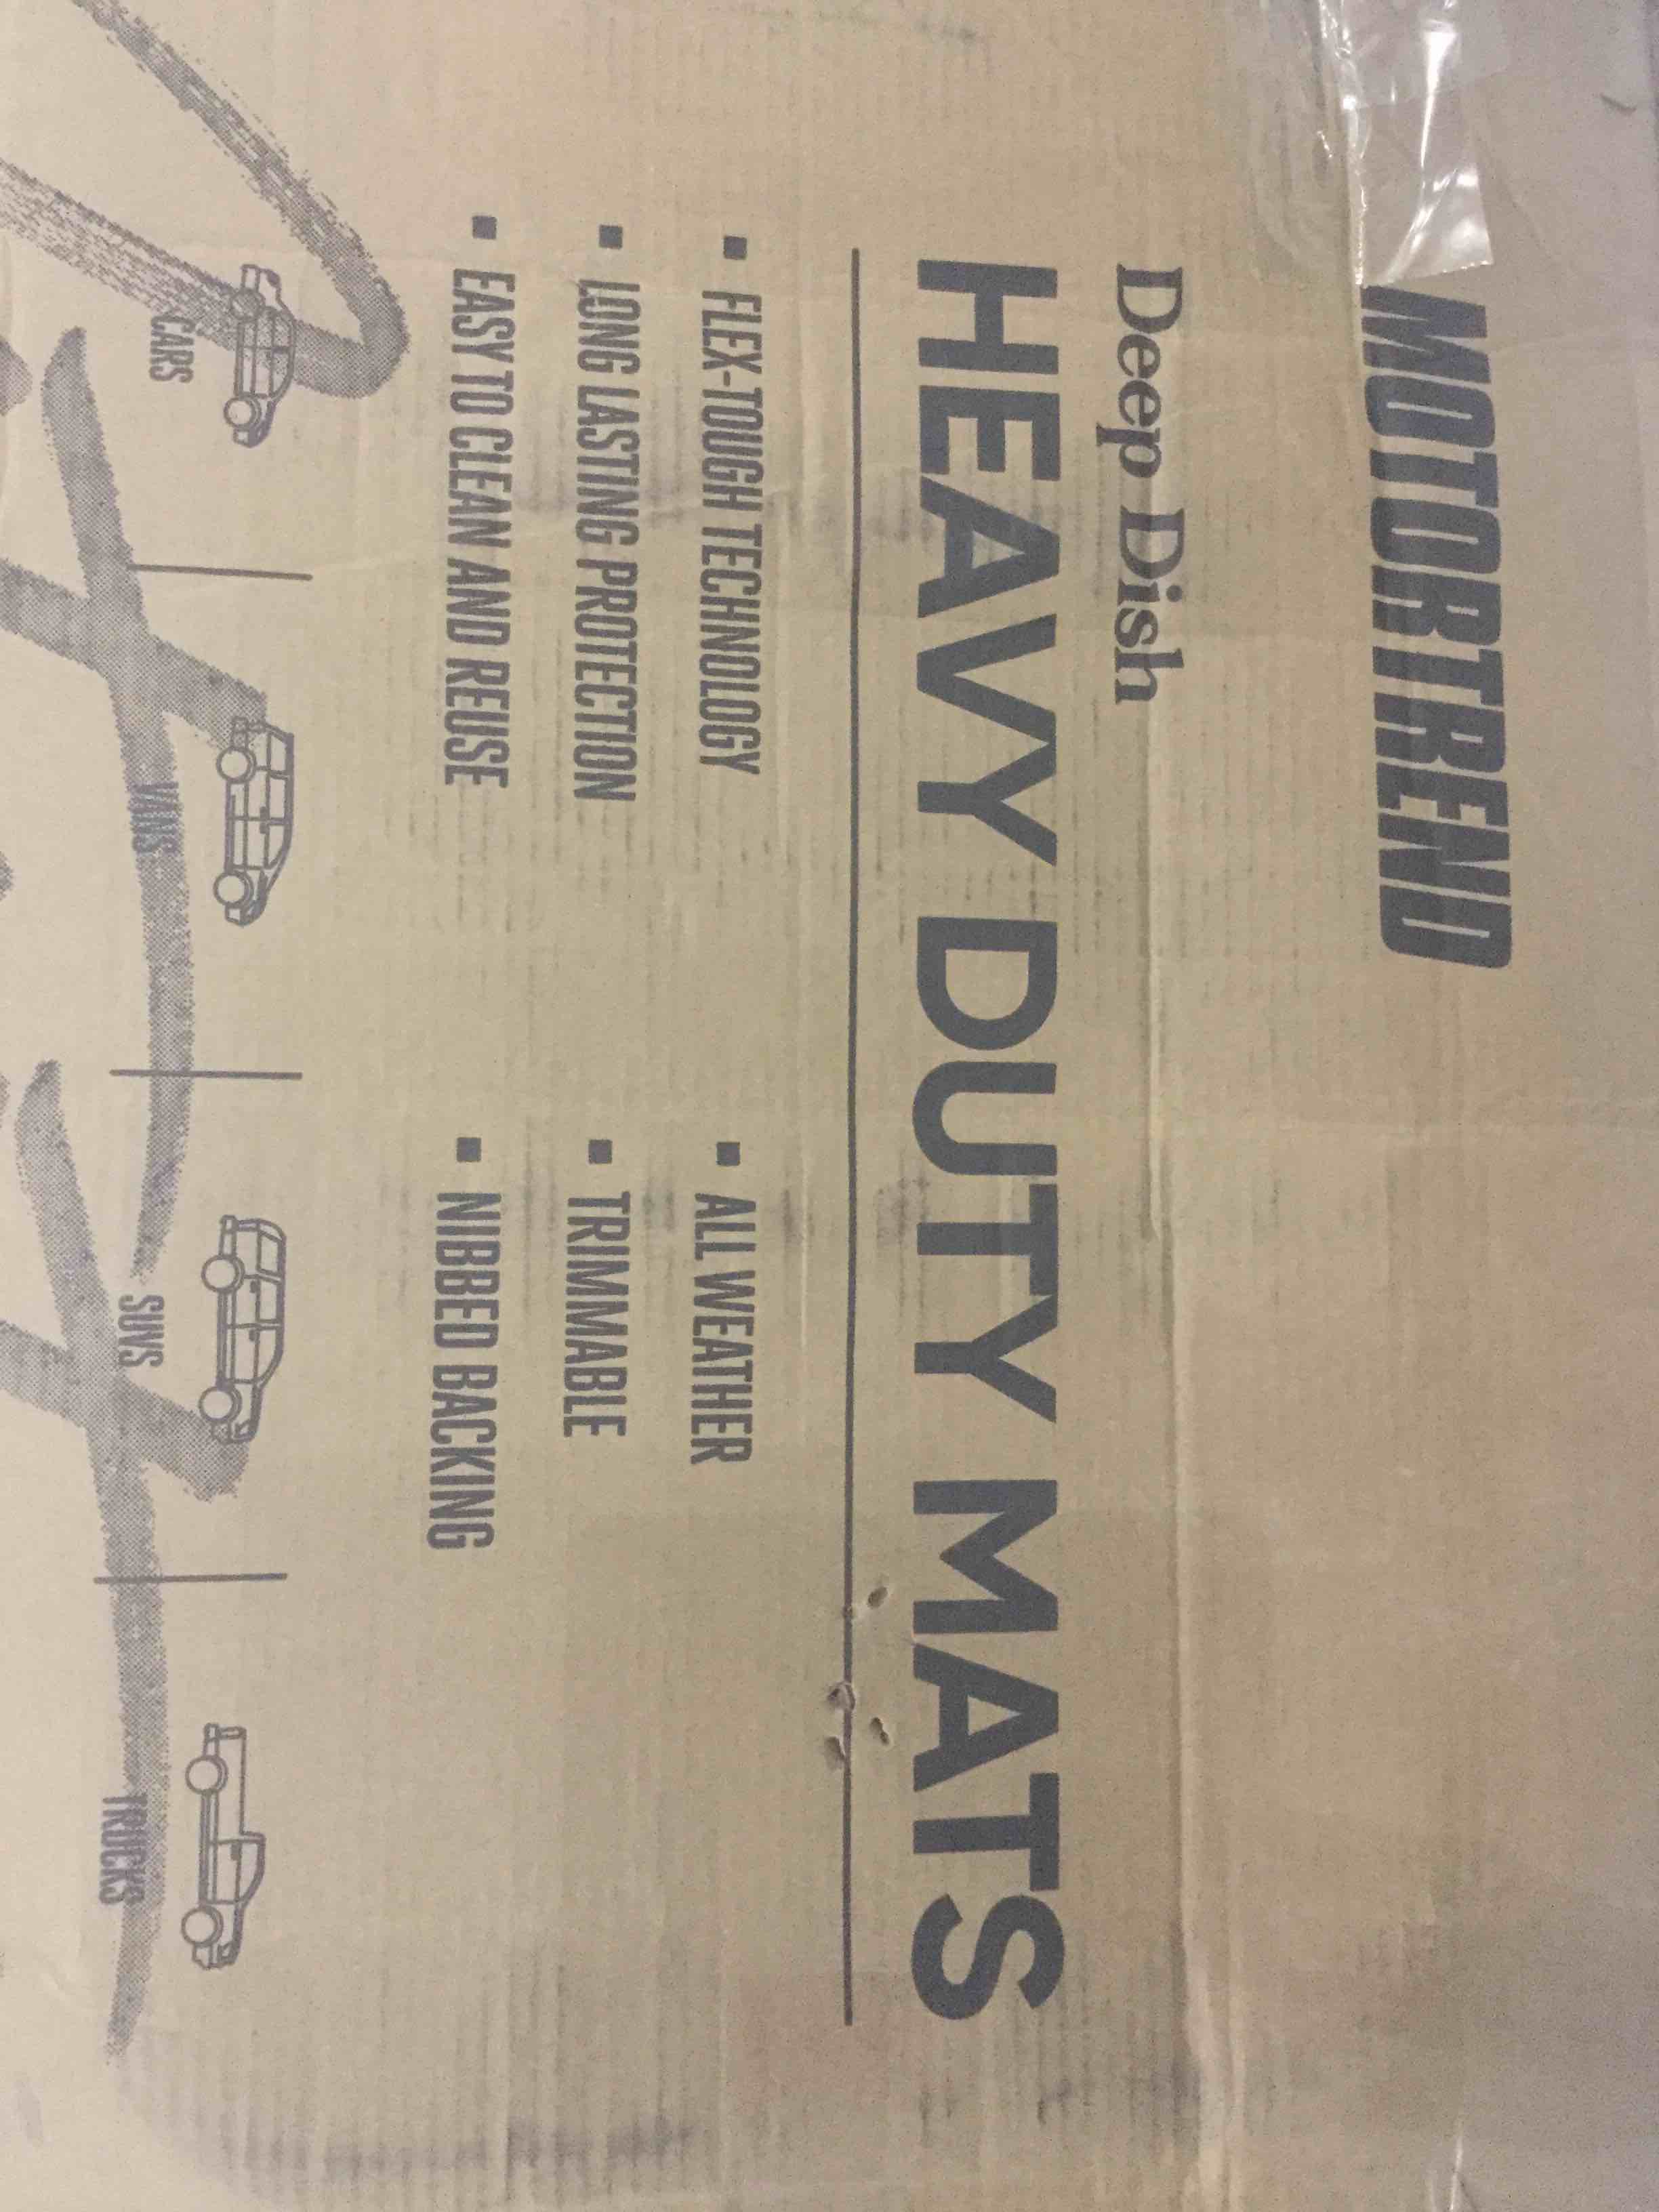 MOTORTREND
Deep Dish
HEAVY DUTY MATS
▪ FLEX-TOUGH TECHNOLOGY
▪ LONG LASTING PROTECTION
▪ EASY TO CLEAN AND REUSE
▪ ALL WEATHER
▪ TRIMMABLE
▪ NIBBED BACKING
CARS
VANS
SUVS
TRUCKS